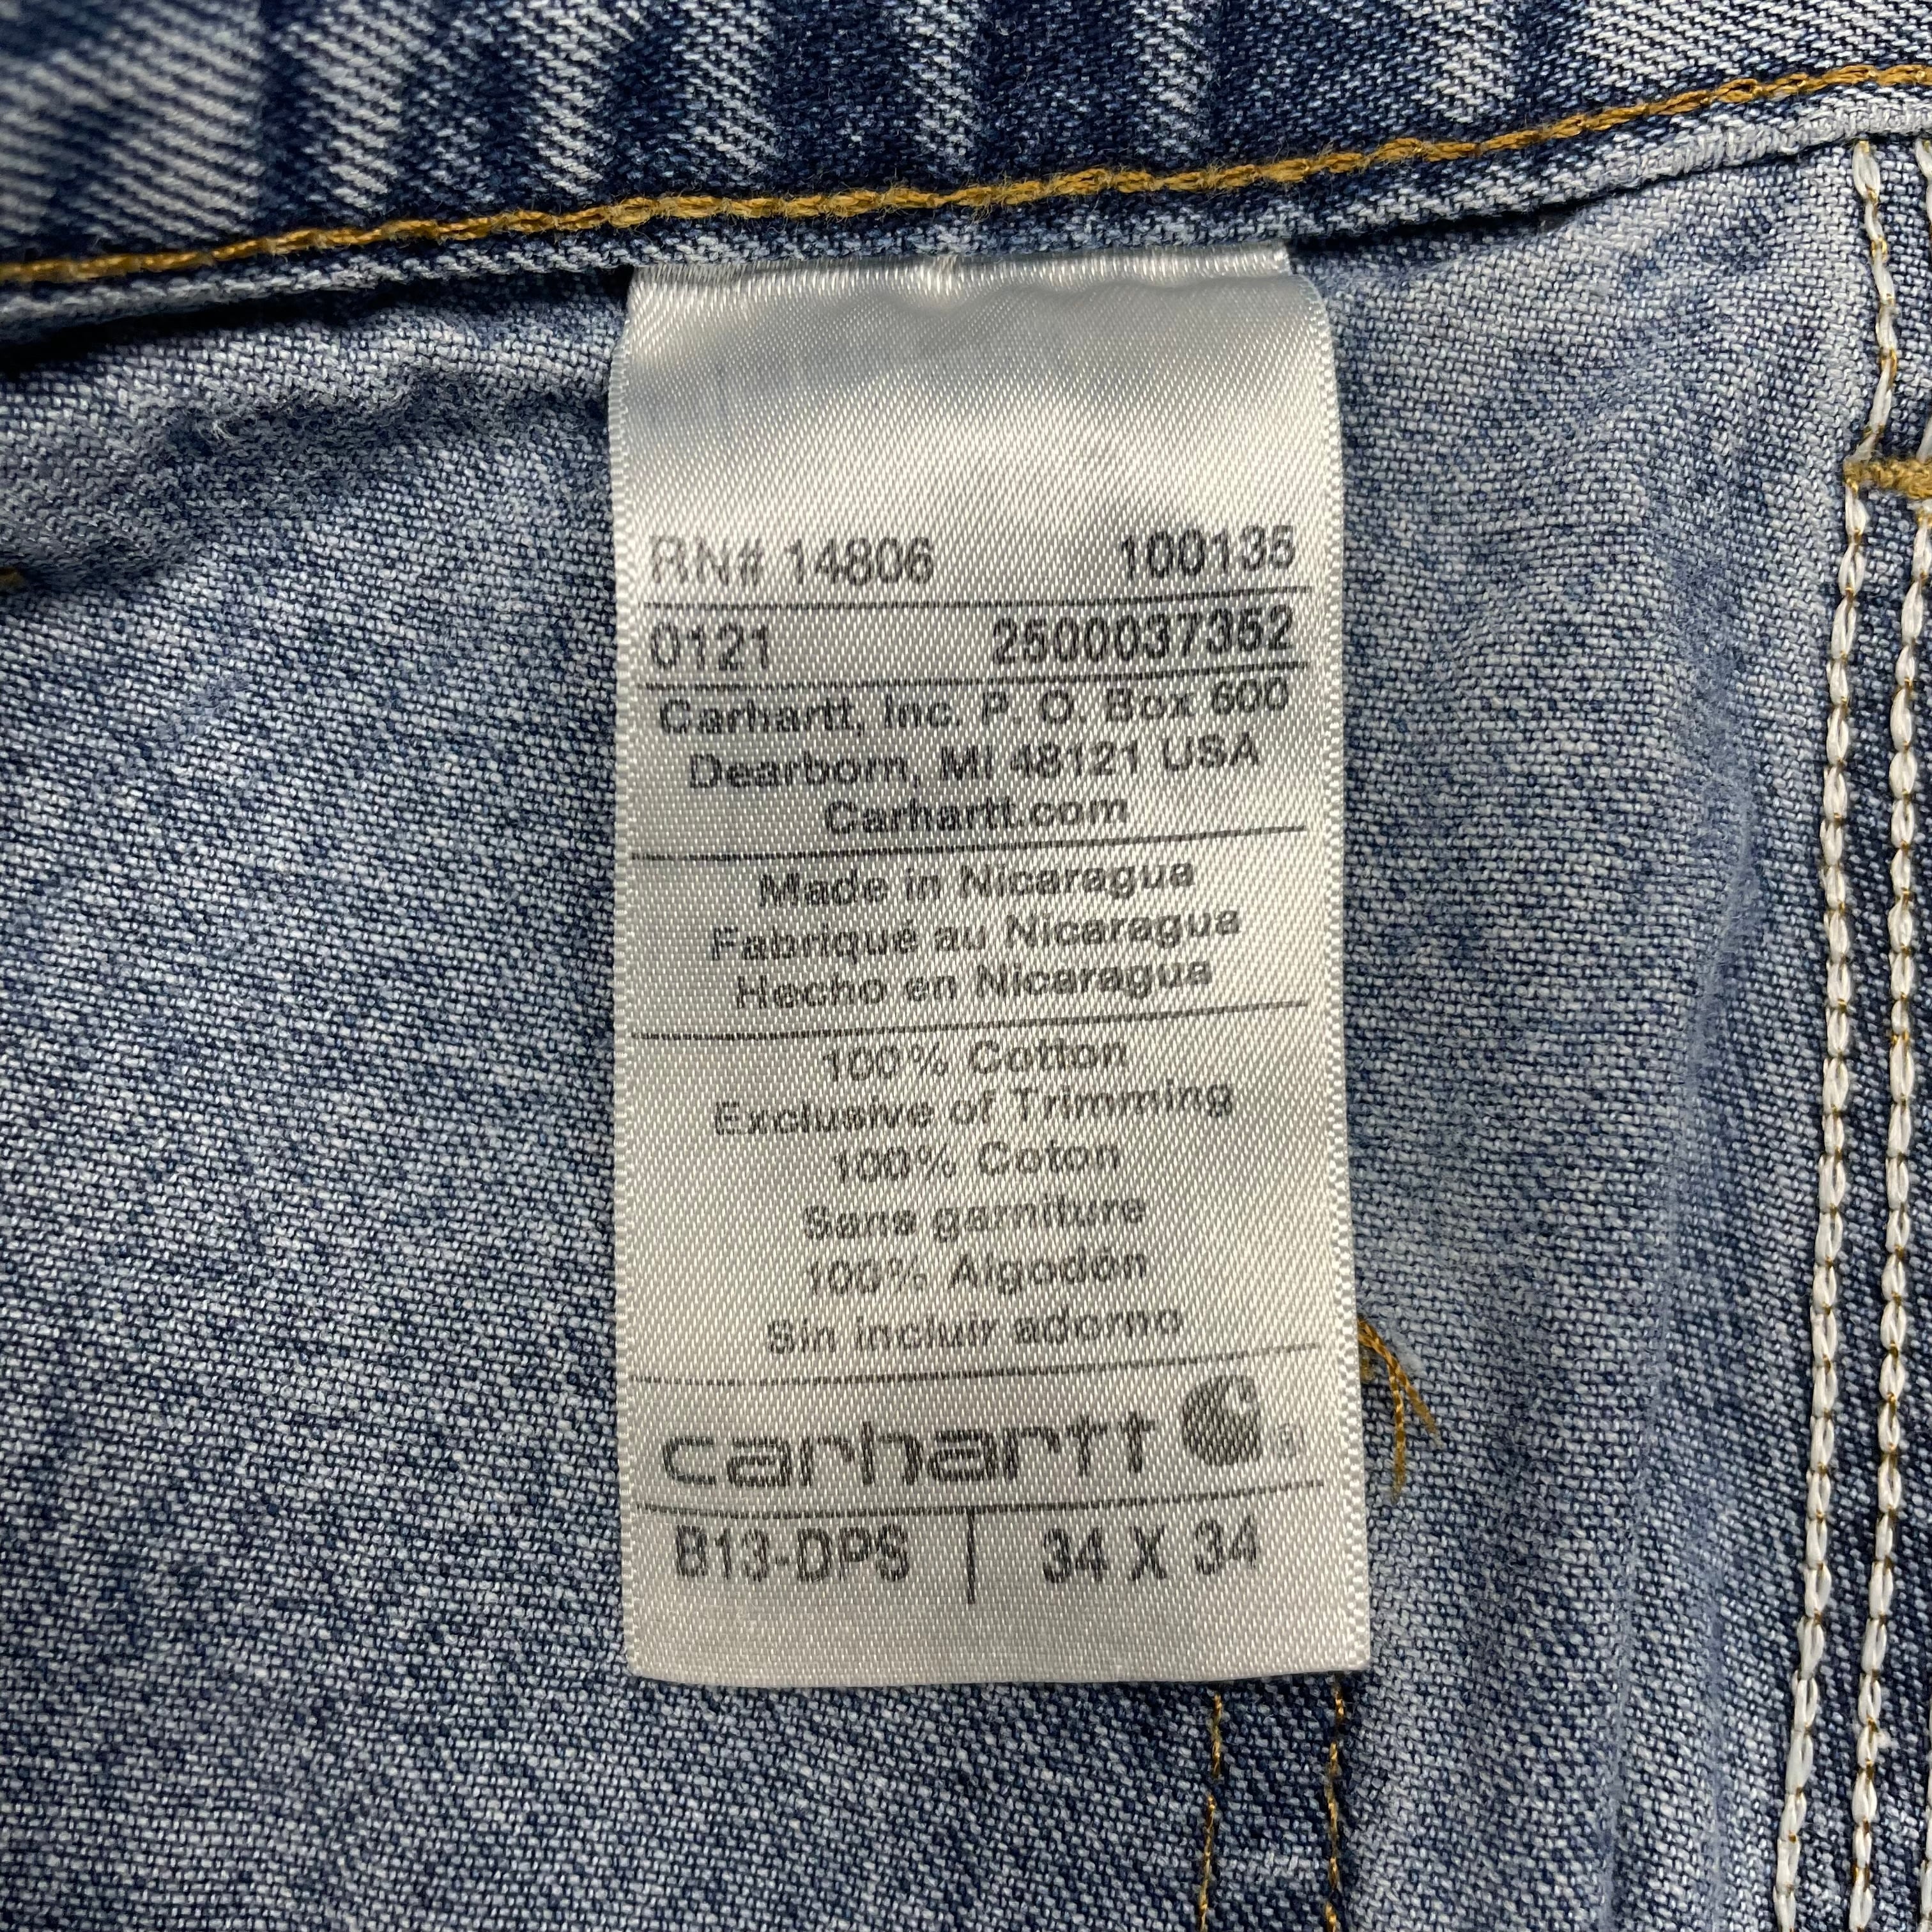 RN# 14806 100135
0121 2500037352
Carhartt, Inc. P. O. Box 600
Dearborn, MI 48121 USA
Carhartt.com
Made in Nicaragua
Fabriqué au Nicaragua
Hecho en Nicaragua
100% Cotton
Exclusive of Trimming
100% Coton
Sans garniture
100% Algodón
Sin incluir adorno
carhartt
B13-DPS 34 X 34